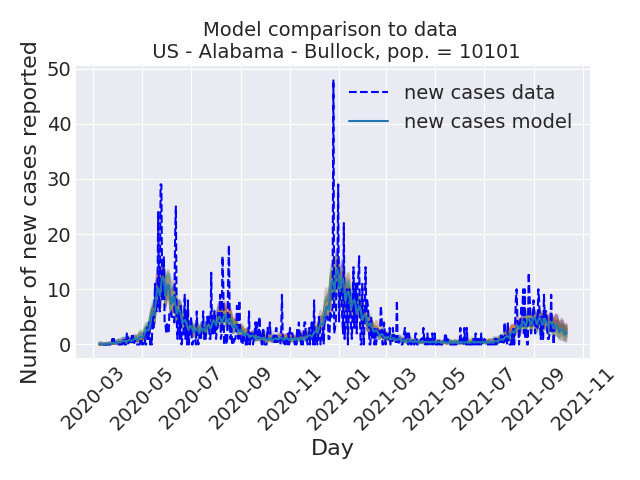 Model comparison to data
US - Alabama - Bullock, pop. = 10101
Number of new cases reported
50
40
30
20
10
0
new cases data
new cases model
2020-03
2020-05
2020-07
2020-09
2020-11
2021-01
2021-03
2021-05
2021-07
2021-09
2021-11
Day